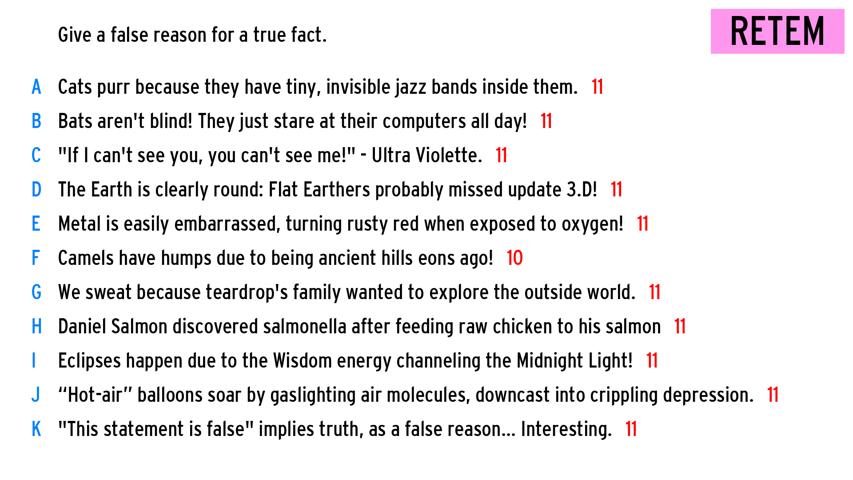 Give a false reason for a true fact.
RETEM
A Cats purr because they have tiny, invisible jazz bands inside them. 11
B Bats aren't blind! They just stare at their computers all day! 11
C "If I can't see you, you can't see me!" - Ultra Violette. 11
D The Earth is clearly round: Flat Earthers probably missed update 3.D! 11
E Metal is easily embarrassed, turning rusty red when exposed to oxygen! 11
F Camels have humps due to being ancient hills eons ago! 10
G We sweat because teardrop's family wanted to explore the outside world. 11
H Daniel Salmon discovered salmonella after feeding raw chicken to his salmon 11
I Eclipses happen due to the Wisdom energy channeling the Midnight Light! 11
J “Hot-air” balloons soar by gaslighting air molecules, downcast into crippling depression. 11
K "This statement is false" implies truth, as a false reason... Interesting. 11